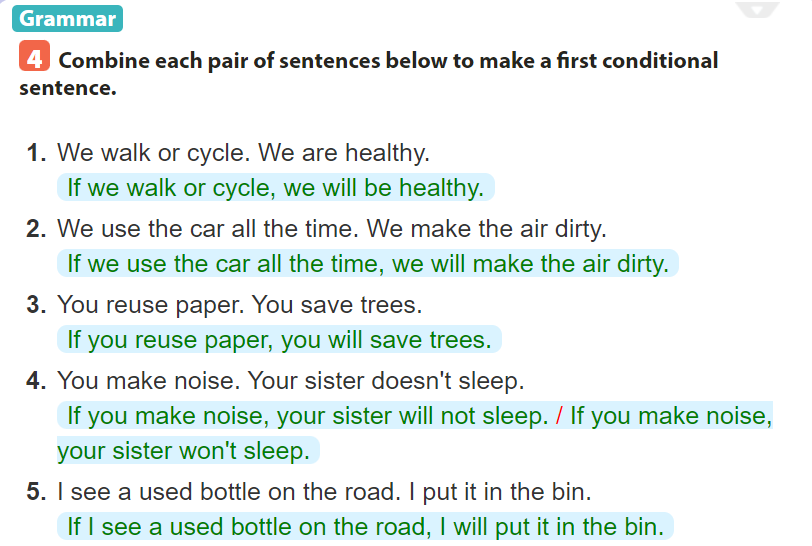 Grammar
4 Combine each pair of sentences below to make a first conditional
sentence.
1. We walk or cycle. We are healthy.
If we walk or cycle, we will be healthy.
2. We use the car all the time. We make the air dirty.
If we use the car all the time, we will make the air dirty.
3. You reuse paper. You save trees.
If you reuse paper, you will save trees.
4. You make noise. Your sister doesn't sleep.
If you make noise, your sister will not sleep. / If you make noise,
your sister won't sleep.
5. I see a used bottle on the road. I put it in the bin.
If I see a used bottle on the road, I will put it in the bin.